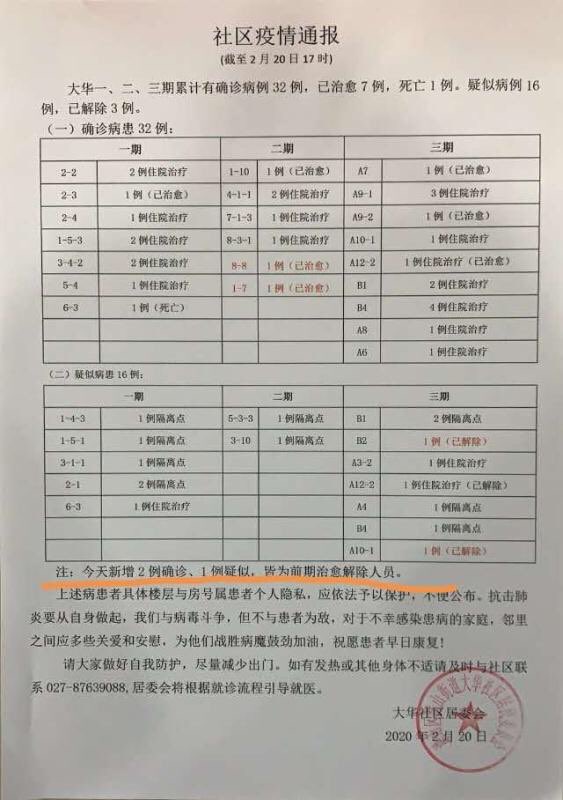 社区疫情通报
(截至2月20日17时)
大华一、二、三期累计有确诊病例32例，已治愈7例，死亡1例。疑似病例16
例，已解除3例。
（一）确诊病患32例：
一期 二期 三期
2-2 2例住院治疗 1-10 1例（已治愈） A7 1例（已治愈）
2-3 1例（已治愈） 4-1-1 2例住院治疗 A9-1 3例住院治疗
2-4 1例住院治疗 7-1-3 1例住院治疗 A9-2 1例（已治愈）
1-5-3 2例住院治疗 8-3-1 1例住院治疗 A10-1 1例住院治疗
3-4-2 2例住院治疗 8-8 1例（已治愈） A12-2 1例住院治疗（已治愈）
5-4 1例住院治疗 1-7 1例（已治愈） B1 2例住院治疗
6-3 1例（死亡） B4 4例住院治疗
A8 1例住院治疗
A6 1例住院治疗
（二）疑似病患16例：
一期 二期 三期
1-4-3 1例隔离点 5-3-3 1例隔离点 B1 2例隔离点
1-5-1 1例隔离点 3-10 1例隔离点 B2 1例（已解除）
3-1-1 1例隔离点 A3-2 1例住院治疗
2-1 2例隔离点 A12-2 1例住院治疗（已解除）
6-3 1例住院治疗 A4 1例隔离点
B4 1例隔离点
A10-1 1例（已解除）
注：今天新增2例确诊、1例疑似，皆为前期治愈解除人员。
上述病患者具体楼层与房号属患者个人隐私，应依法予以保护，不便公布。抗击肺
炎要从自身做起，我们与病毒斗争，但不与患者为敌，对于不幸感染患病的家庭，邻里
之间应多些关爱和安慰，为他们战胜病魔鼓劲加油，祝愿患者早日康复！
请大家做好自我防护，尽量减少出门。如有发热或其他身体不适请及时与社区联
系027-87639088,居委会将根据就诊流程引导就医。
大华社区居委会
2020年2月20日